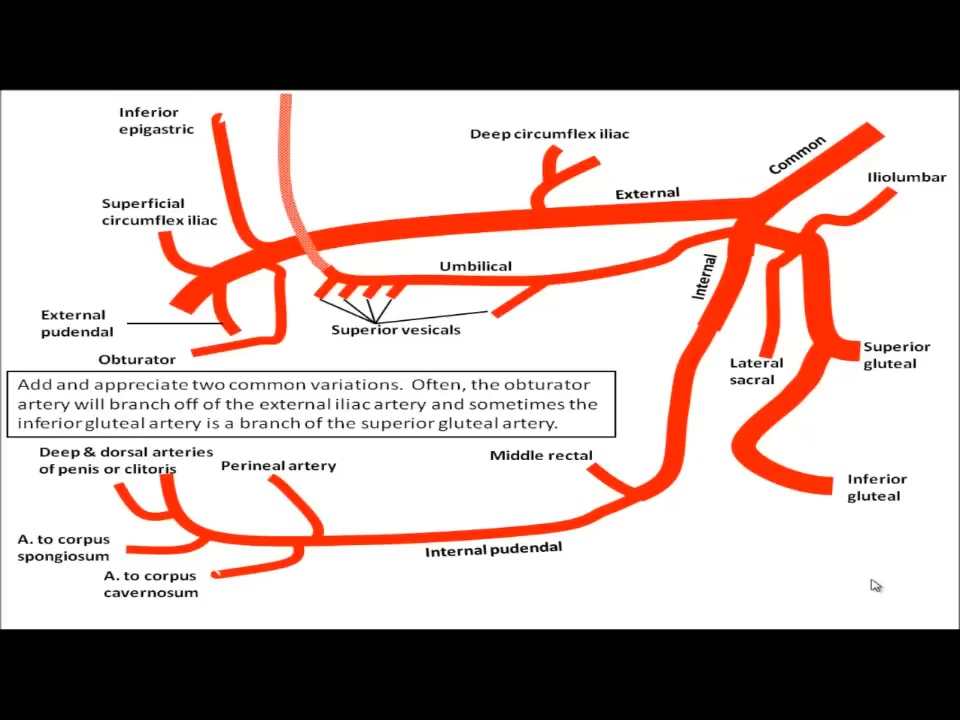 Inferior
epigastric
Deep circumflex iliac
Common
Iliolumbar
External
Superficial
circumflex iliac
Umbilical
Internal
External
pudendal
Superior vesicals
Obturator
Superior
gluteal
Lateral
sacral
Add and appreciate two common variations. Often, the obturator
artery will branch off of the external iliac artery and sometimes the
inferior gluteal artery is a branch of the superior gluteal artery.
Deep & dorsal arteries
of penis or clitoris
Perineal artery
Middle rectal
Inferior
gluteal
A. to corpus
spongiosum
Internal pudendal
A. to corpus
cavernosum